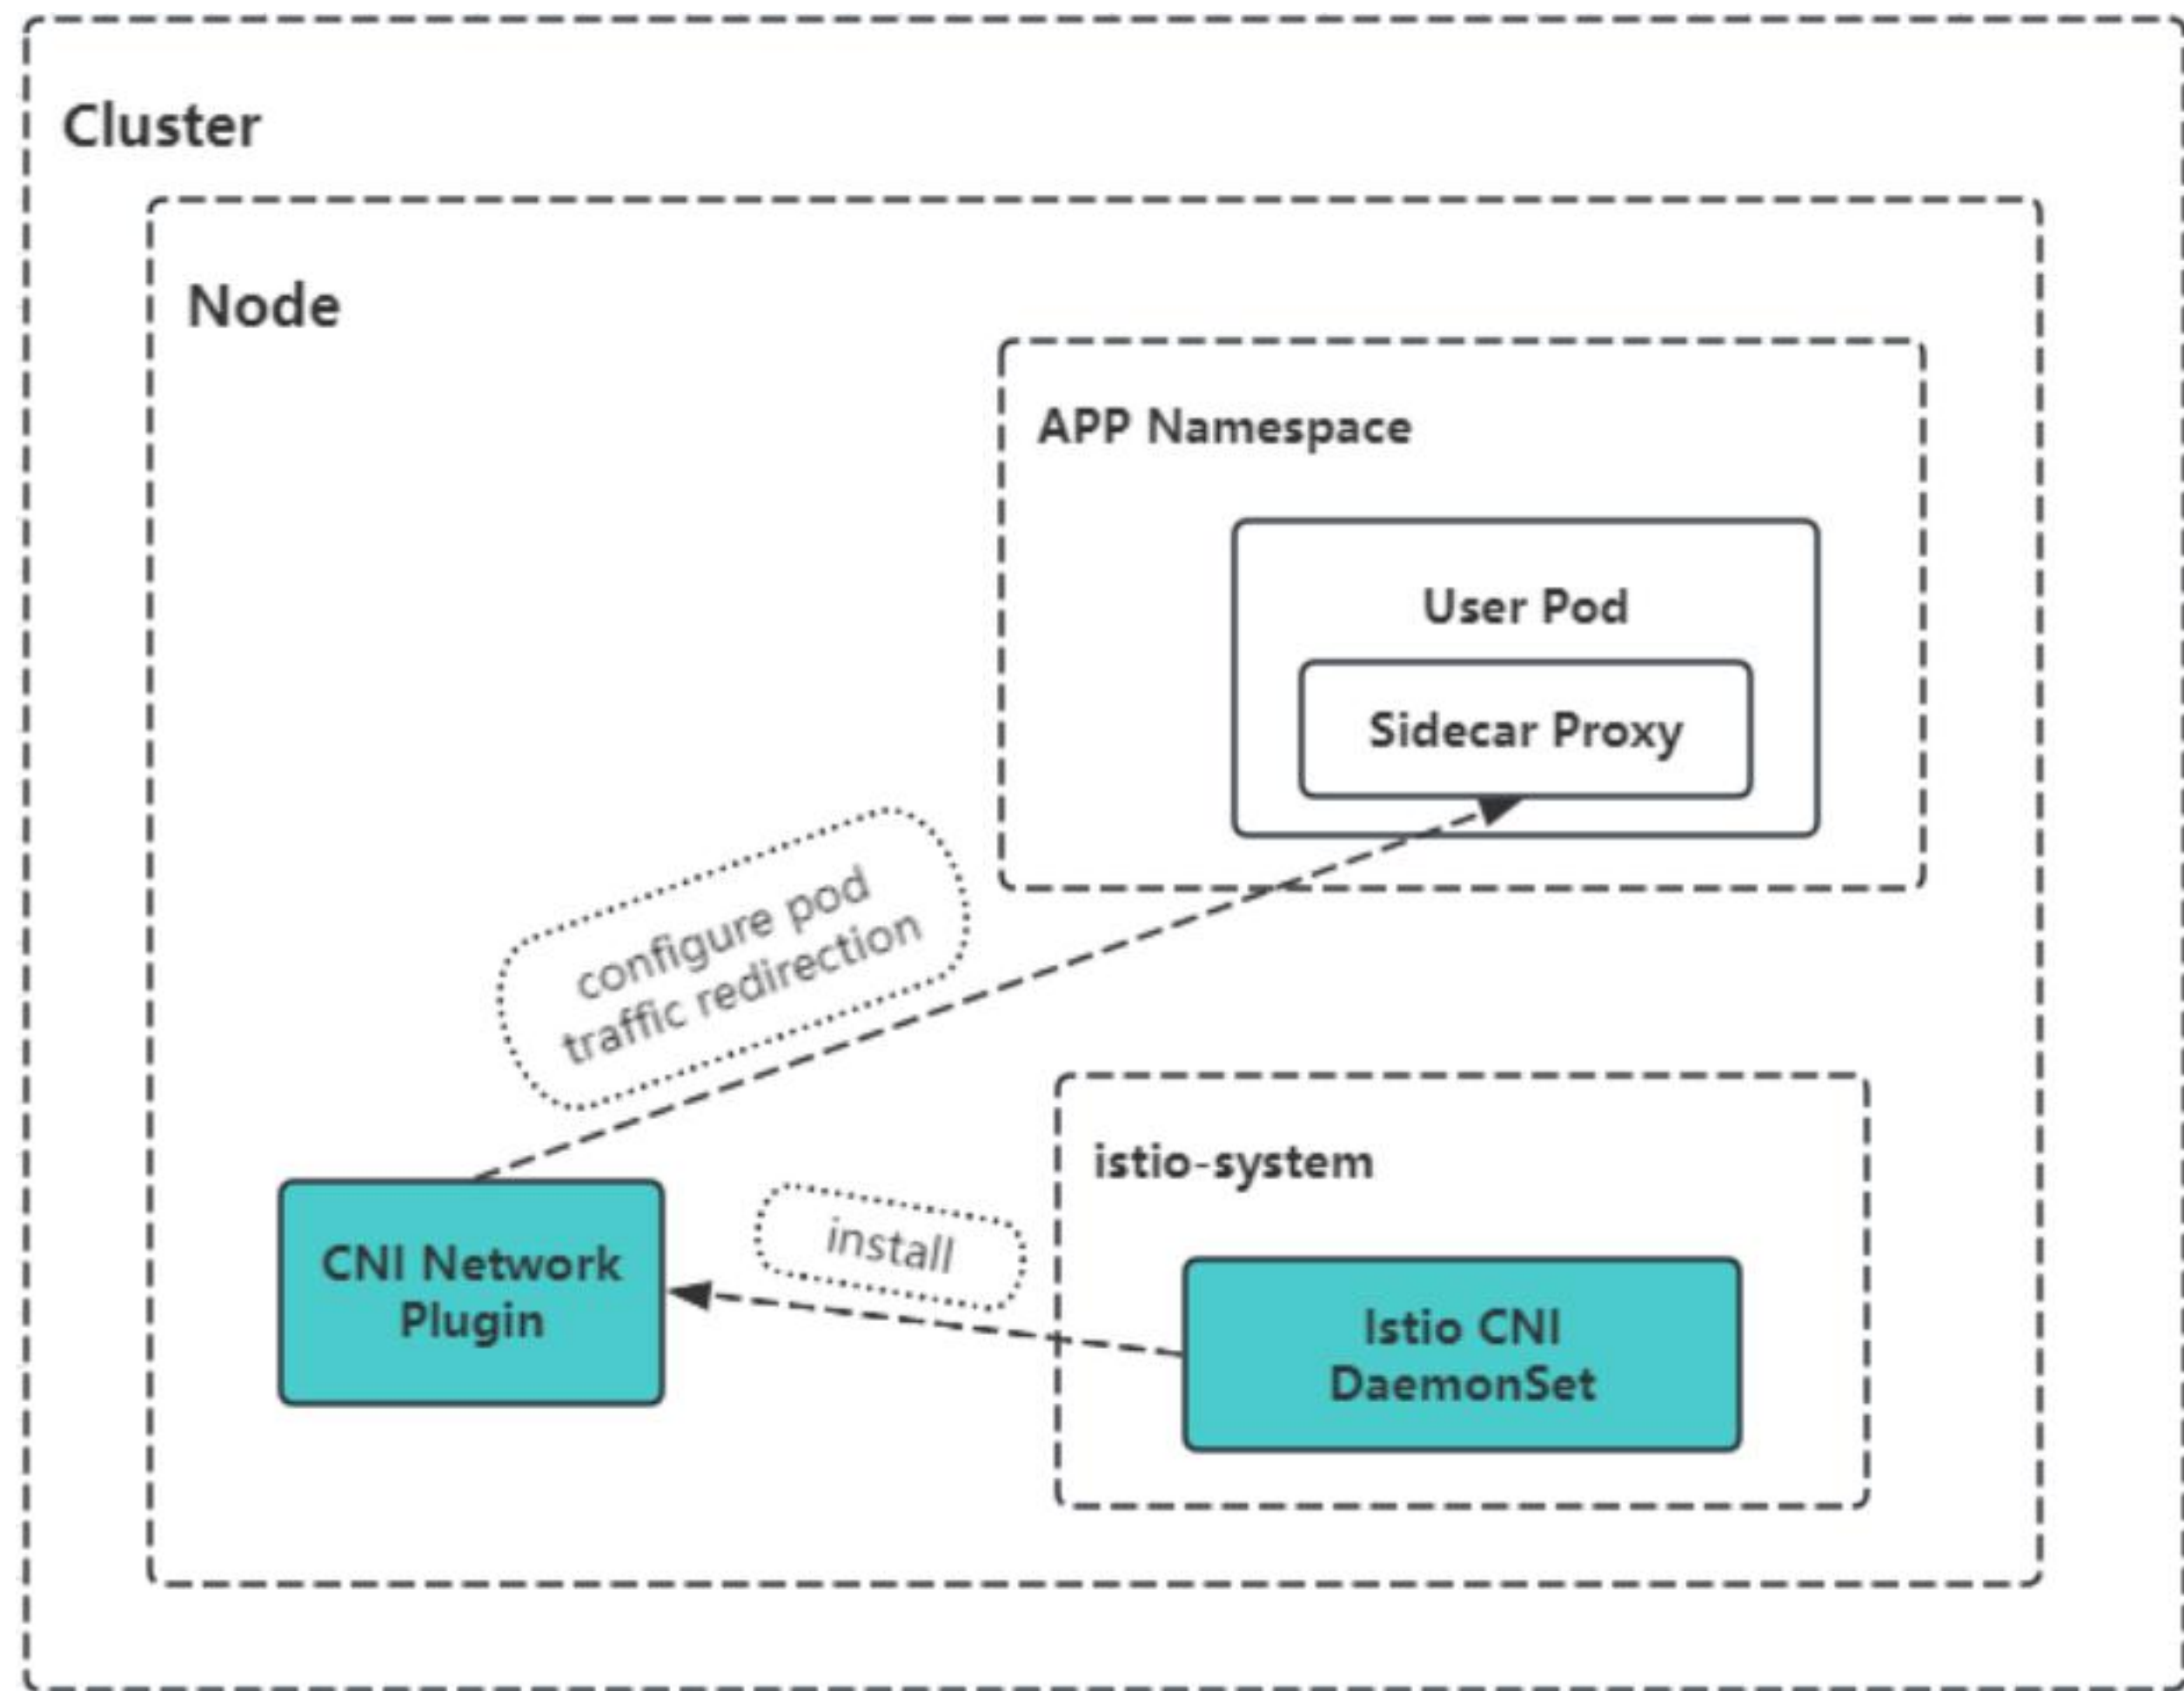 Cluster
Node
APP Namespace
User Pod
Sidecar Proxy
configure pod
traffic redirection
istio-system
install
CNI Network
Plugin
Istio CNI
DaemonSet